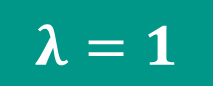 λ = 1